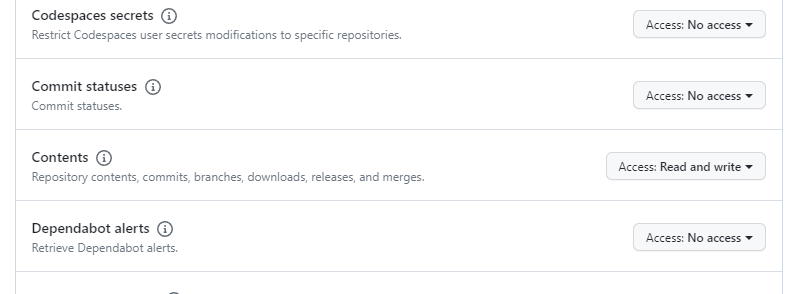 Codespaces secrets
Restrict Codespaces user secrets modifications to specific repositories.
Access: No access
Commit statuses
Commit statuses.
Access: No access
Contents
Repository contents, commits, branches, downloads, releases, and merges.
Access: Read and write
Dependabot alerts
Retrieve Dependabot alerts.
Access: No access